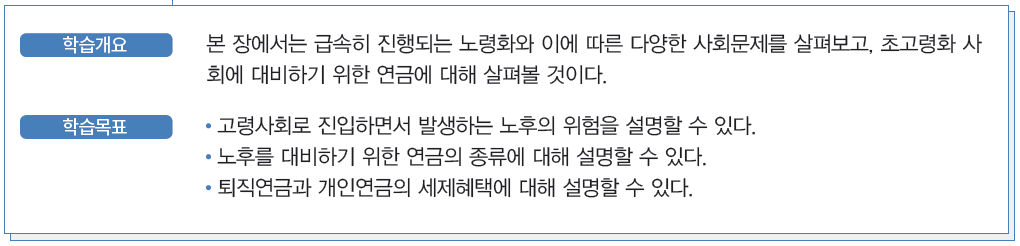 학습개요
본 장에서는 급속히 진행되는 노령화와 이에 따른 다양한 사회문제를 살펴보고, 초고령화 사
회에 대비하기 위한 연금에 대해 살펴볼 것이다.
학습목표
• 고령사회로 진입하면서 발생하는 노후의 위험을 설명할 수 있다.
• 노후를 대비하기 위한 연금의 종류에 대해 설명할 수 있다.
• 퇴직연금과 개인연금의 세제혜택에 대해 설명할 수 있다.